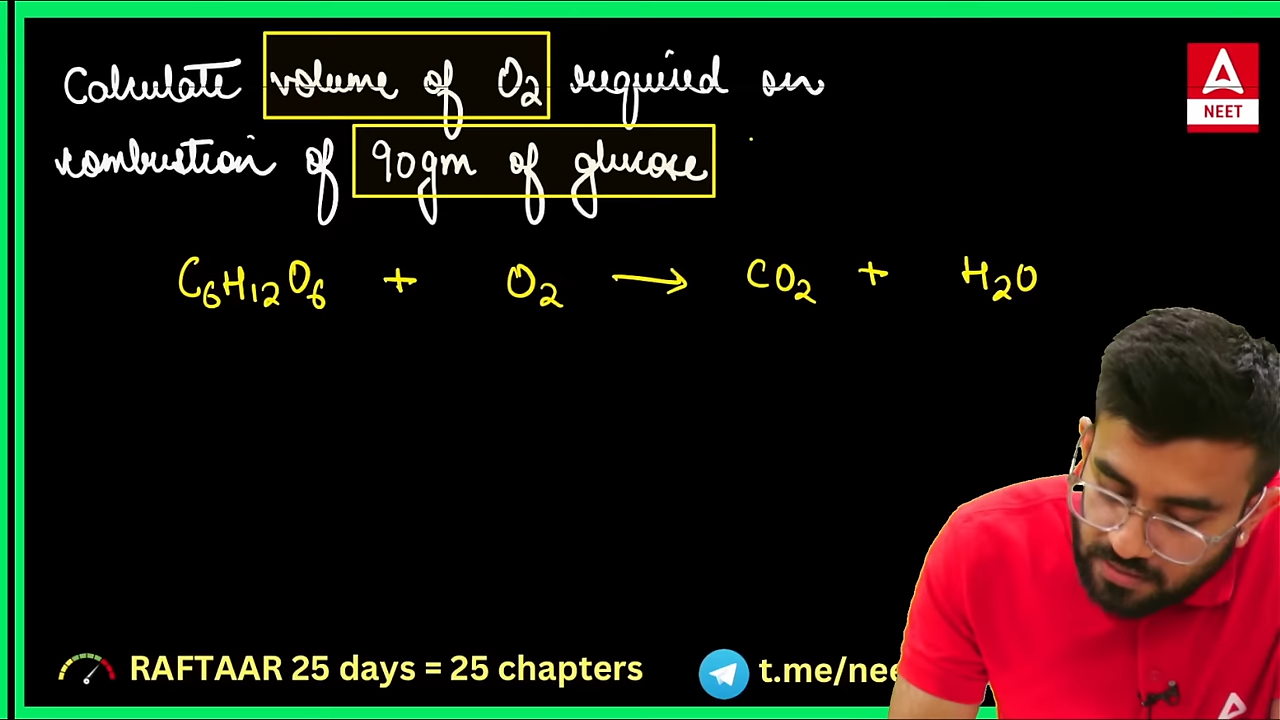 Calculate volume of O2 required on
combustion of 90gm of glucose
C6H12O6 + O2 → CO2 + H2O
NEET
RAFTAAR 25 days = 25 chapters
t.me/nee